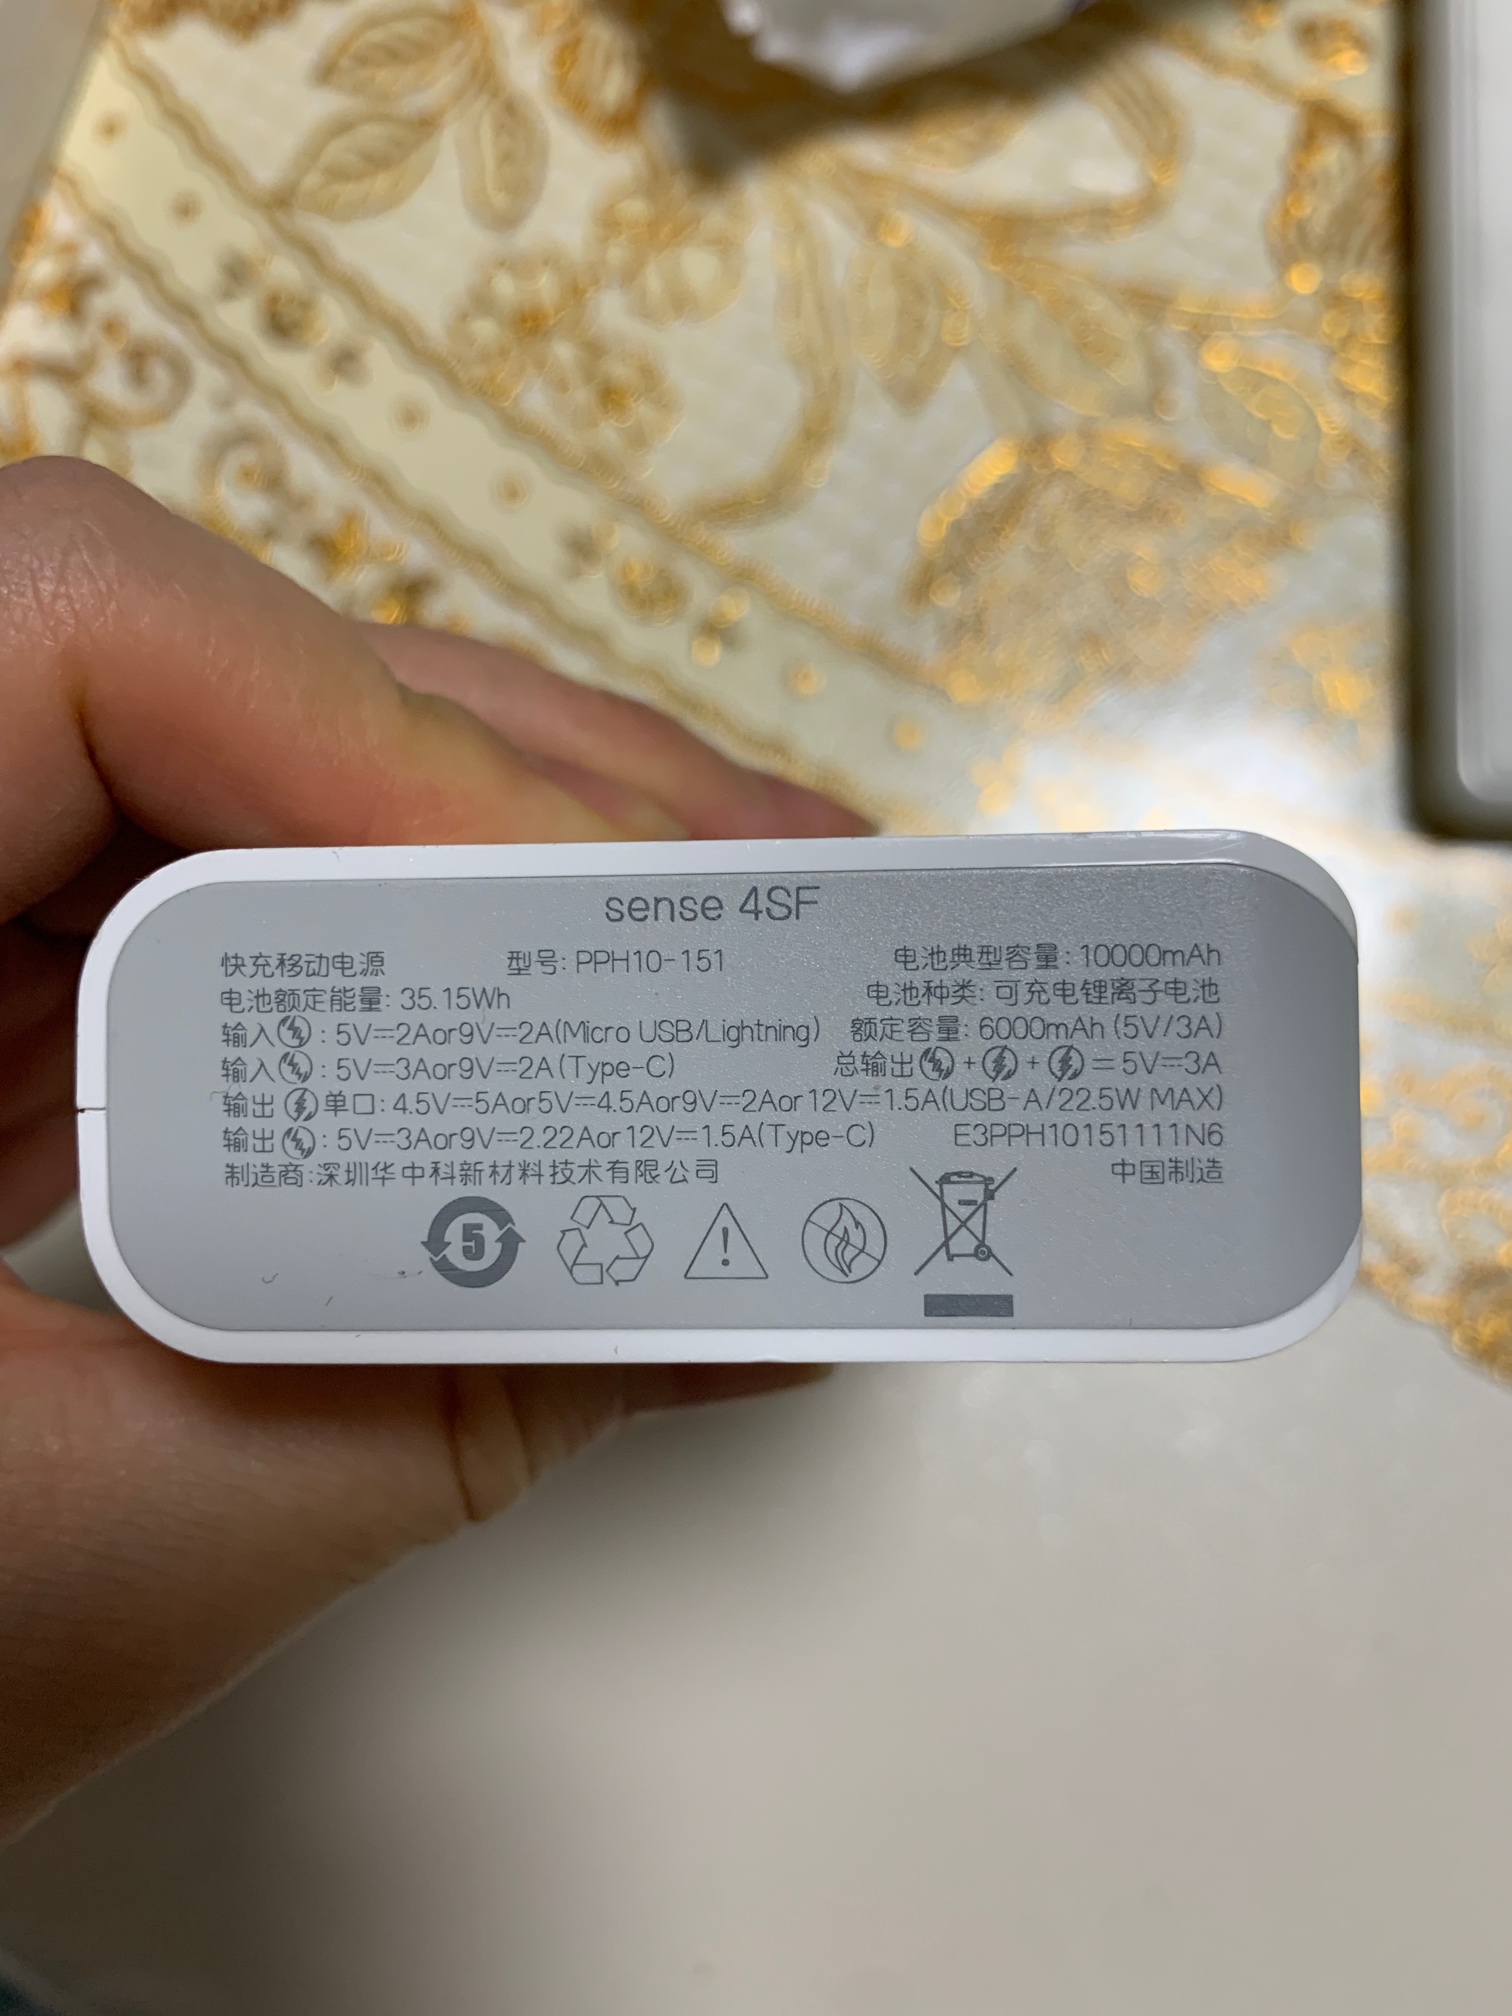 sense 4SF
快充移动电源 型号: PPH10-151 电池典型容量: 10000mAh
电池额定能量: 35.15Wh 电池种类: 可充电锂离子电池
输入: 5V⎓2Aor9V⎓2A(Micro USB/Lightning) 额定容量: 6000mAh (5V/3A)
输入: 5V⎓3Aor9V⎓2A(Type-C) 总输出++=5V⎓3A
输出单口: 4.5V⎓5Aor5V⎓4.5Aor9V⎓2Aor12V⎓1.5A(USB-A/22.5W MAX)
输出: 5V⎓3Aor9V⎓2.22Aor12V⎓1.5A(Type-C) E3PPH10151111N6
制造商:深圳华中科新材料技术有限公司 中国制造
5